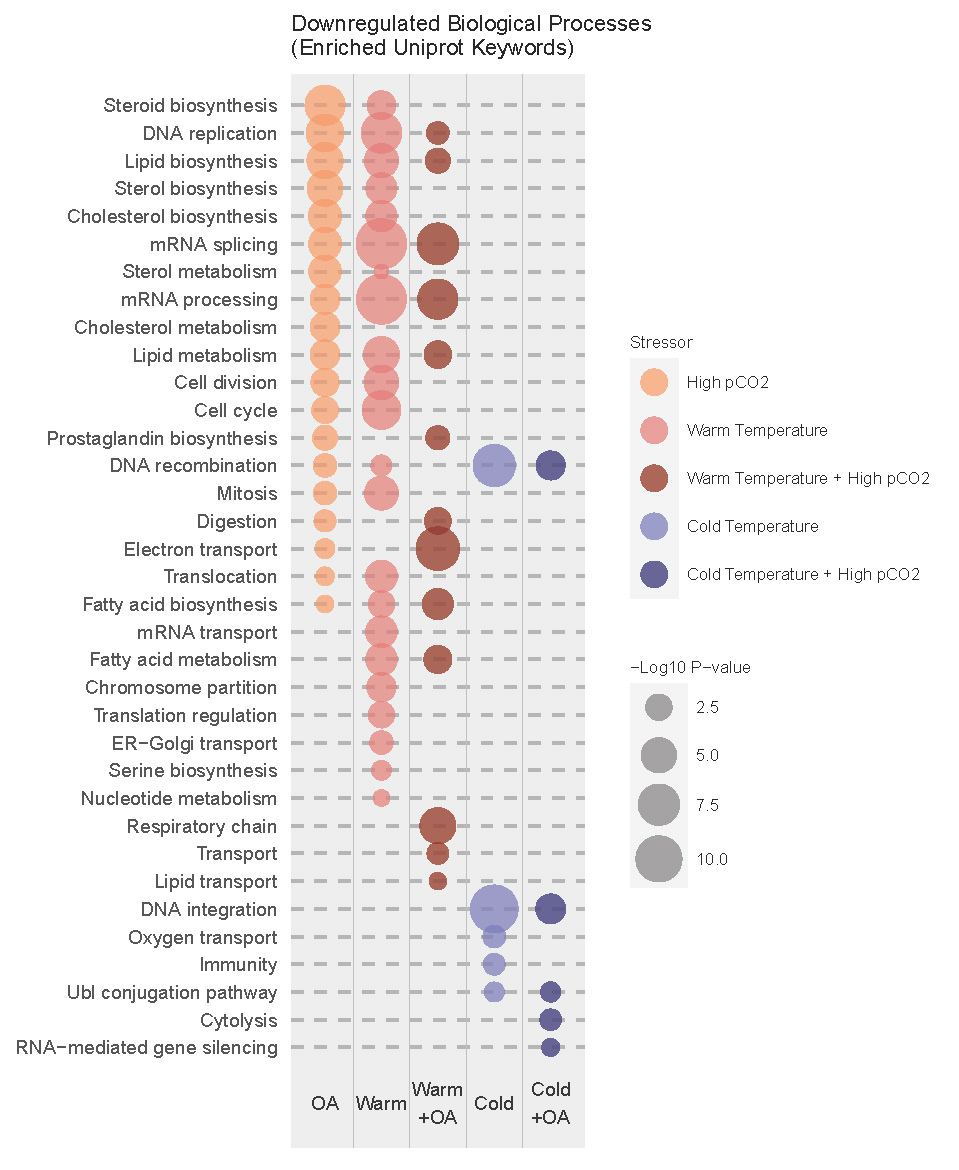 Downregulated Biological Processes
(Enriched Uniprot Keywords)
Steroid biosynthesis
DNA replication
Lipid biosynthesis
Sterol biosynthesis
Cholesterol biosynthesis
mRNA splicing
Sterol metabolism
mRNA processing
Cholesterol metabolism
Lipid metabolism
Cell division
Cell cycle
Prostaglandin biosynthesis
DNA recombination
Mitosis
Digestion
Electron transport
Translocation
Fatty acid biosynthesis
mRNA transport
Fatty acid metabolism
Chromosome partition
Translation regulation
ER−Golgi transport
Serine biosynthesis
Nucleotide metabolism
Respiratory chain
Transport
Lipid transport
DNA integration
Oxygen transport
Immunity
Ubl conjugation pathway
Cytolysis
RNA−mediated gene silencing
OA
Warm
Warm
+OA
Cold
Cold
+OA
Stressor
High pCO2
Warm Temperature
Warm Temperature + High pCO2
Cold Temperature
Cold Temperature + High pCO2
−Log10 P−value
2.5
5.0
7.5
10.0